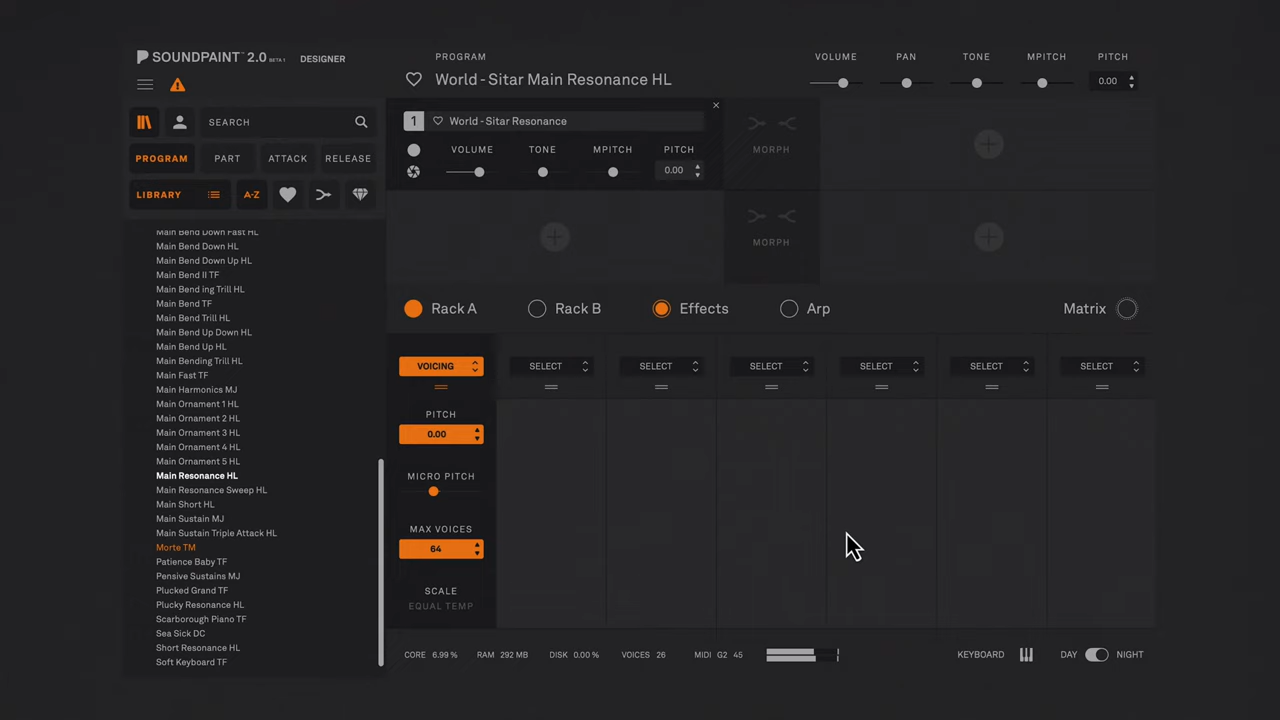 SOUNDPAINT™ 2.0 BETA 1 DESIGNER
PROGRAM
World - Sitar Main Resonance HL
VOLUME PAN TONE MPITCH PITCH
0.00
SEARCH
PROGRAM PART ATTACK RELEASE
LIBRARY A-Z
1 World - Sitar Resonance
VOLUME TONE MPITCH PITCH
0.00
MORPH
MORPH
Main Bend Down Fast HL
Main Bend Down HL
Main Bend Down Up HL
Main Bend II TF
Main Bend ing Trill HL
Main Bend TF
Main Bend Trill HL
Main Bend Up Down HL
Main Bend Up HL
Main Bending Trill HL
Main Fast TF
Main Harmonics MJ
Main Ornament 1 HL
Main Ornament 2 HL
Main Ornament 3 HL
Main Ornament 4 HL
Main Ornament 5 HL
Main Resonance HL
Main Resonance Sweep HL
Main Short HL
Main Sustain MJ
Main Sustain Triple Attack HL
Morte TM
Patience Baby TF
Pensive Sustains MJ
Plucked Grand TF
Plucky Resonance HL
Scarborough Piano TF
Sea Sick DC
Short Resonance HL
Soft Keyboard TF
Rack A Rack B Effects Arp Matrix
VOICING SELECT SELECT SELECT SELECT SELECT SELECT
PITCH
0.00
MICRO PITCH
MAX VOICES
64
SCALE
EQUAL TEMP
CORE 6.99 % RAM 292 MB DISK 0.00 % VOICES 26 MIDI G2 45 KEYBOARD DAY NIGHT